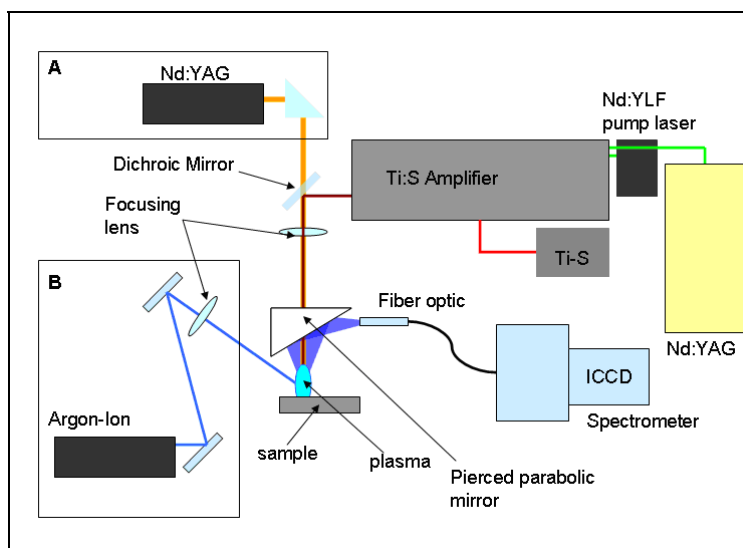 A
Nd:YAG
Nd:YLF
pump laser
Dichroic Mirror
Ti:S Amplifier
Focusing
lens
Ti-S
B
Fiber optic
Nd:YAG
ICCD
Spectrometer
Argon-Ion
sample
plasma
Pierced parabolic
mirror